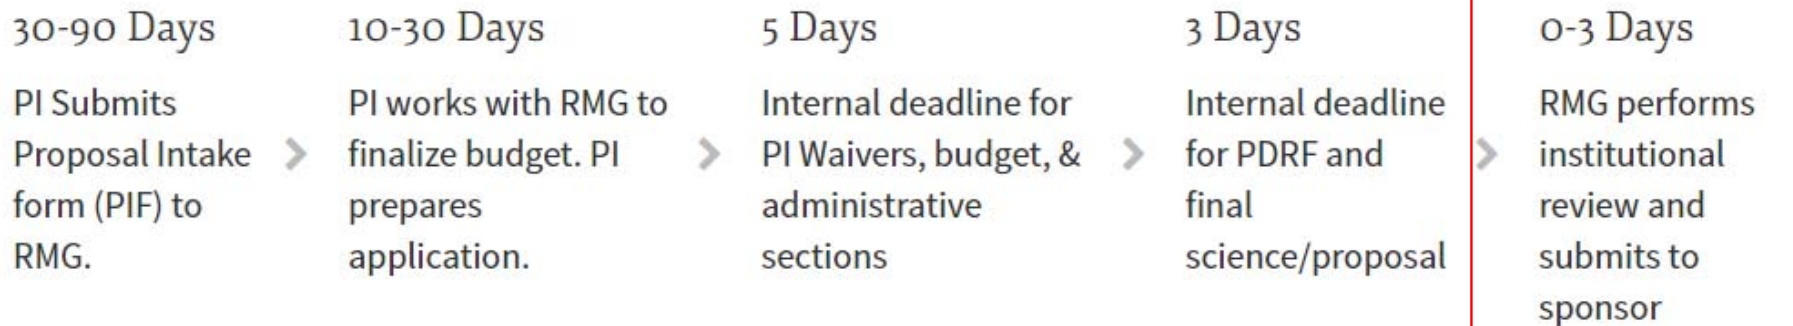 30-90 Days
PI Submits
Proposal Intake
form (PIF) to
RMG.
10-30 Days
PI works with RMG to
finalize budget. PI
prepares
application.
5 Days
Internal deadline for
PI Waivers, budget, &
administrative
sections
3 Days
Internal deadline
for PDRF and
final
science/proposal
0-3 Days
RMG performs
institutional
review and
submits to
sponsor